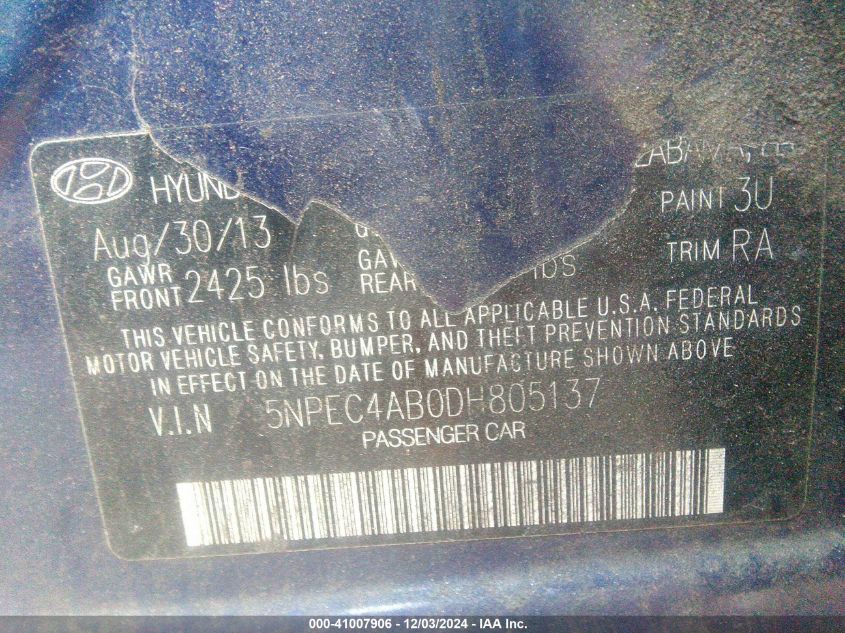 HYUND
PAINT 3U
Aug/30/13
TRIM RA
GAWR FRONT 2425 lbs
REAR lbs
THIS VEHICLE CONFORMS TO ALL APPLICABLE U.S.A. FEDERAL
MOTOR VEHICLE SAFETY, BUMPER, AND THEFT PREVENTION STANDARDS
IN EFFECT ON THE DATE OF MANUFACTURE SHOWN ABOVE
V.I.N 5NPEC4AB0DH805137
PASSENGER CAR
000-41007906 - 12/03/2024 - IAA Inc.